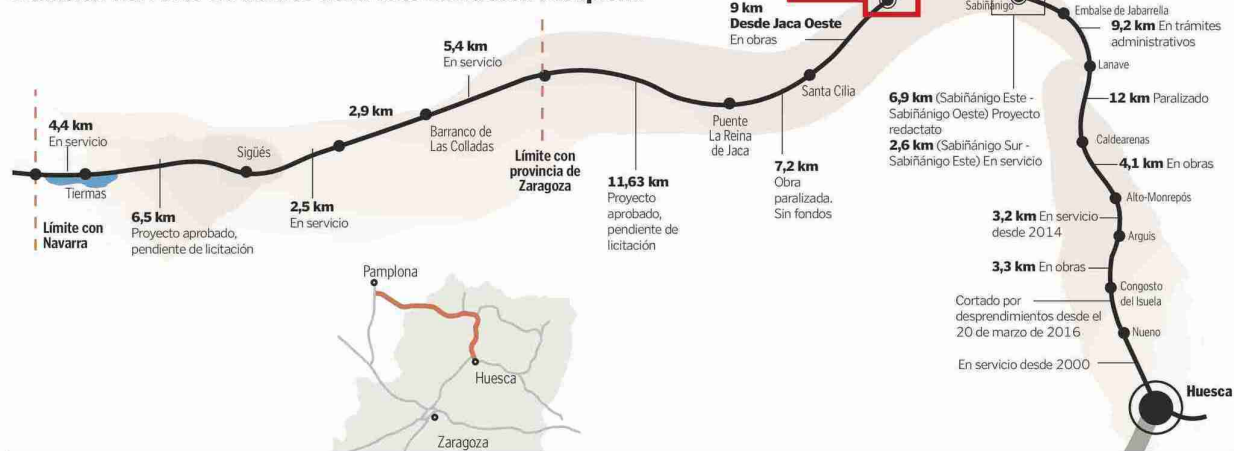 9 km
Desde Jaca Oeste
En obras
Sabiñánigo
Embalse de Jabarrella
9,2 km En trámites
administrativos
Lanave
5,4 km
En servicio
2,9 km
Barranco de
Las Colladas
Límite con
provincia de
Zaragoza
4,4 km
En servicio
Tiermas
Límite con
Navarra
6,5 km
Proyecto aprobado,
pendiente de licitación
Sigüés
2,5 km
En servicio
11,63 km
Proyecto
aprobado,
pendiente de
licitación
Puente
La Reina
de Jaca
Santa Cilia
7,2 km
Obra
paralizada.
Sin fondos
6,9 km (Sabiñánigo Este -
Sabiñánigo Oeste) Proyecto
redactato
2,6 km (Sabiñánigo Sur -
Sabiñánigo Este) En servicio
12 km Paralizado
Caldearenas
4,1 km En obras
Alto-Monrepós
3,2 km En servicio
desde 2014
Arguis
3,3 km En obras
Congosto
del Isuela
Cortado por
desprendimientos desde el
20 de marzo de 2016
Nueno
En servicio desde 2000
Huesca
Pamplona
Huesca
Zaragoza